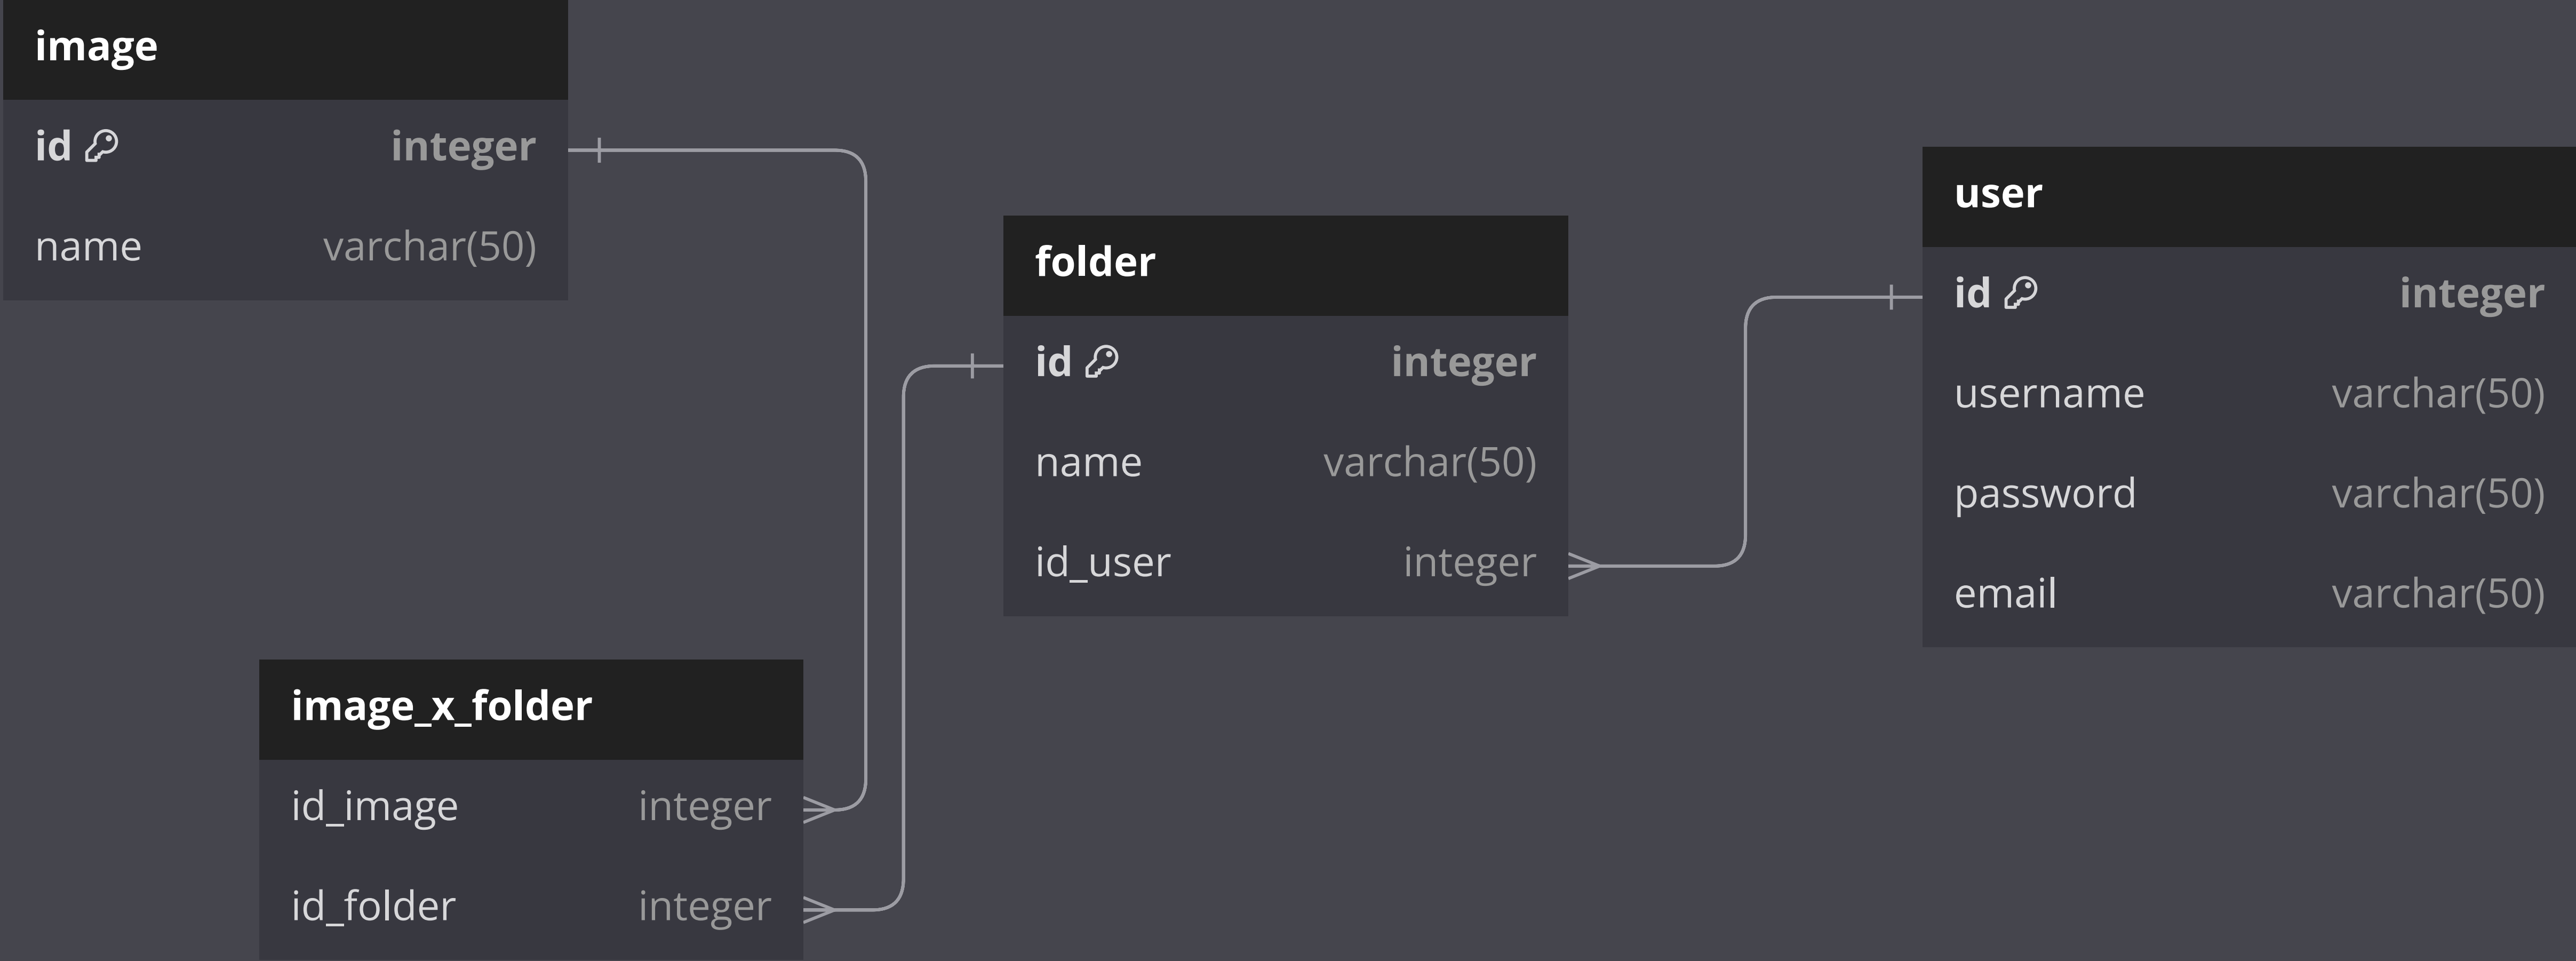 image
id integer
name varchar(50)
folder
id integer
name varchar(50)
id_user integer
user
id integer
username varchar(50)
password varchar(50)
email varchar(50)
image_x_folder
id_image integer
id_folder integer